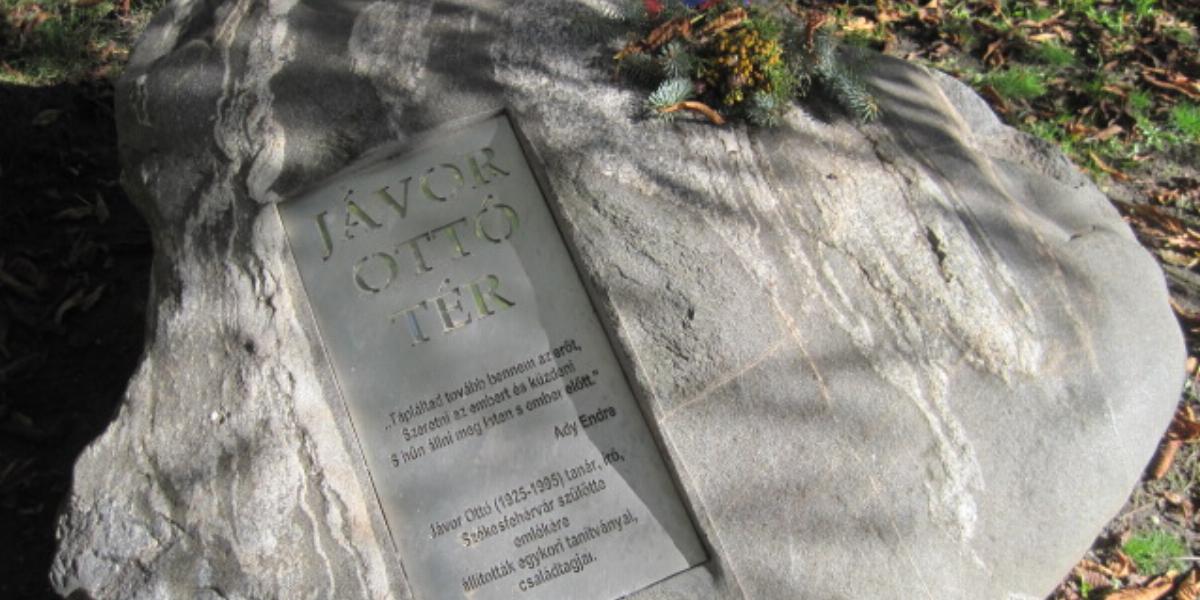 JÁVOR
OTTÓ
TÉR
„Tápláltad tovább bennem az erőt,
Szeretni az embert és küzdeni
S hűn állni meg Isten s ember előtt."
Ady Endre
Jávor Ottó (1925-1995) tanár, író,
Székesfehérvár szülötte
emlékére
állították egykori tanítványai,
családtagjai.